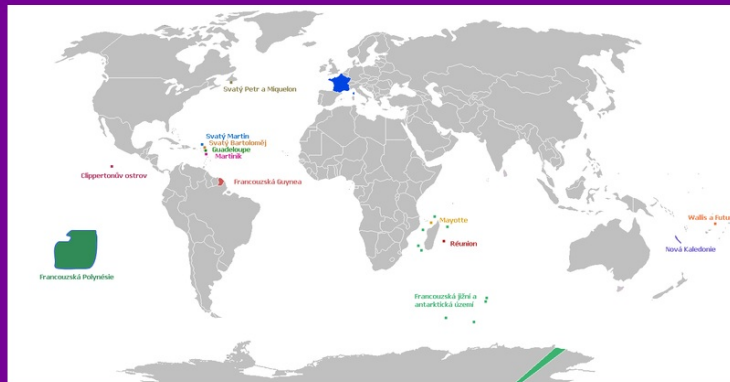 Svatý Petr a Miquelon
Svatý Martin
Svatý Bartoloměj
Guadeloupe
Martinik
Clippertonův ostrov
Francouzská Guynea
Mayotte
Wallis a Futu
Réunion
Nová Kaledonie
Francouzská Polynésie
Francouzská jižní a
antarktická území